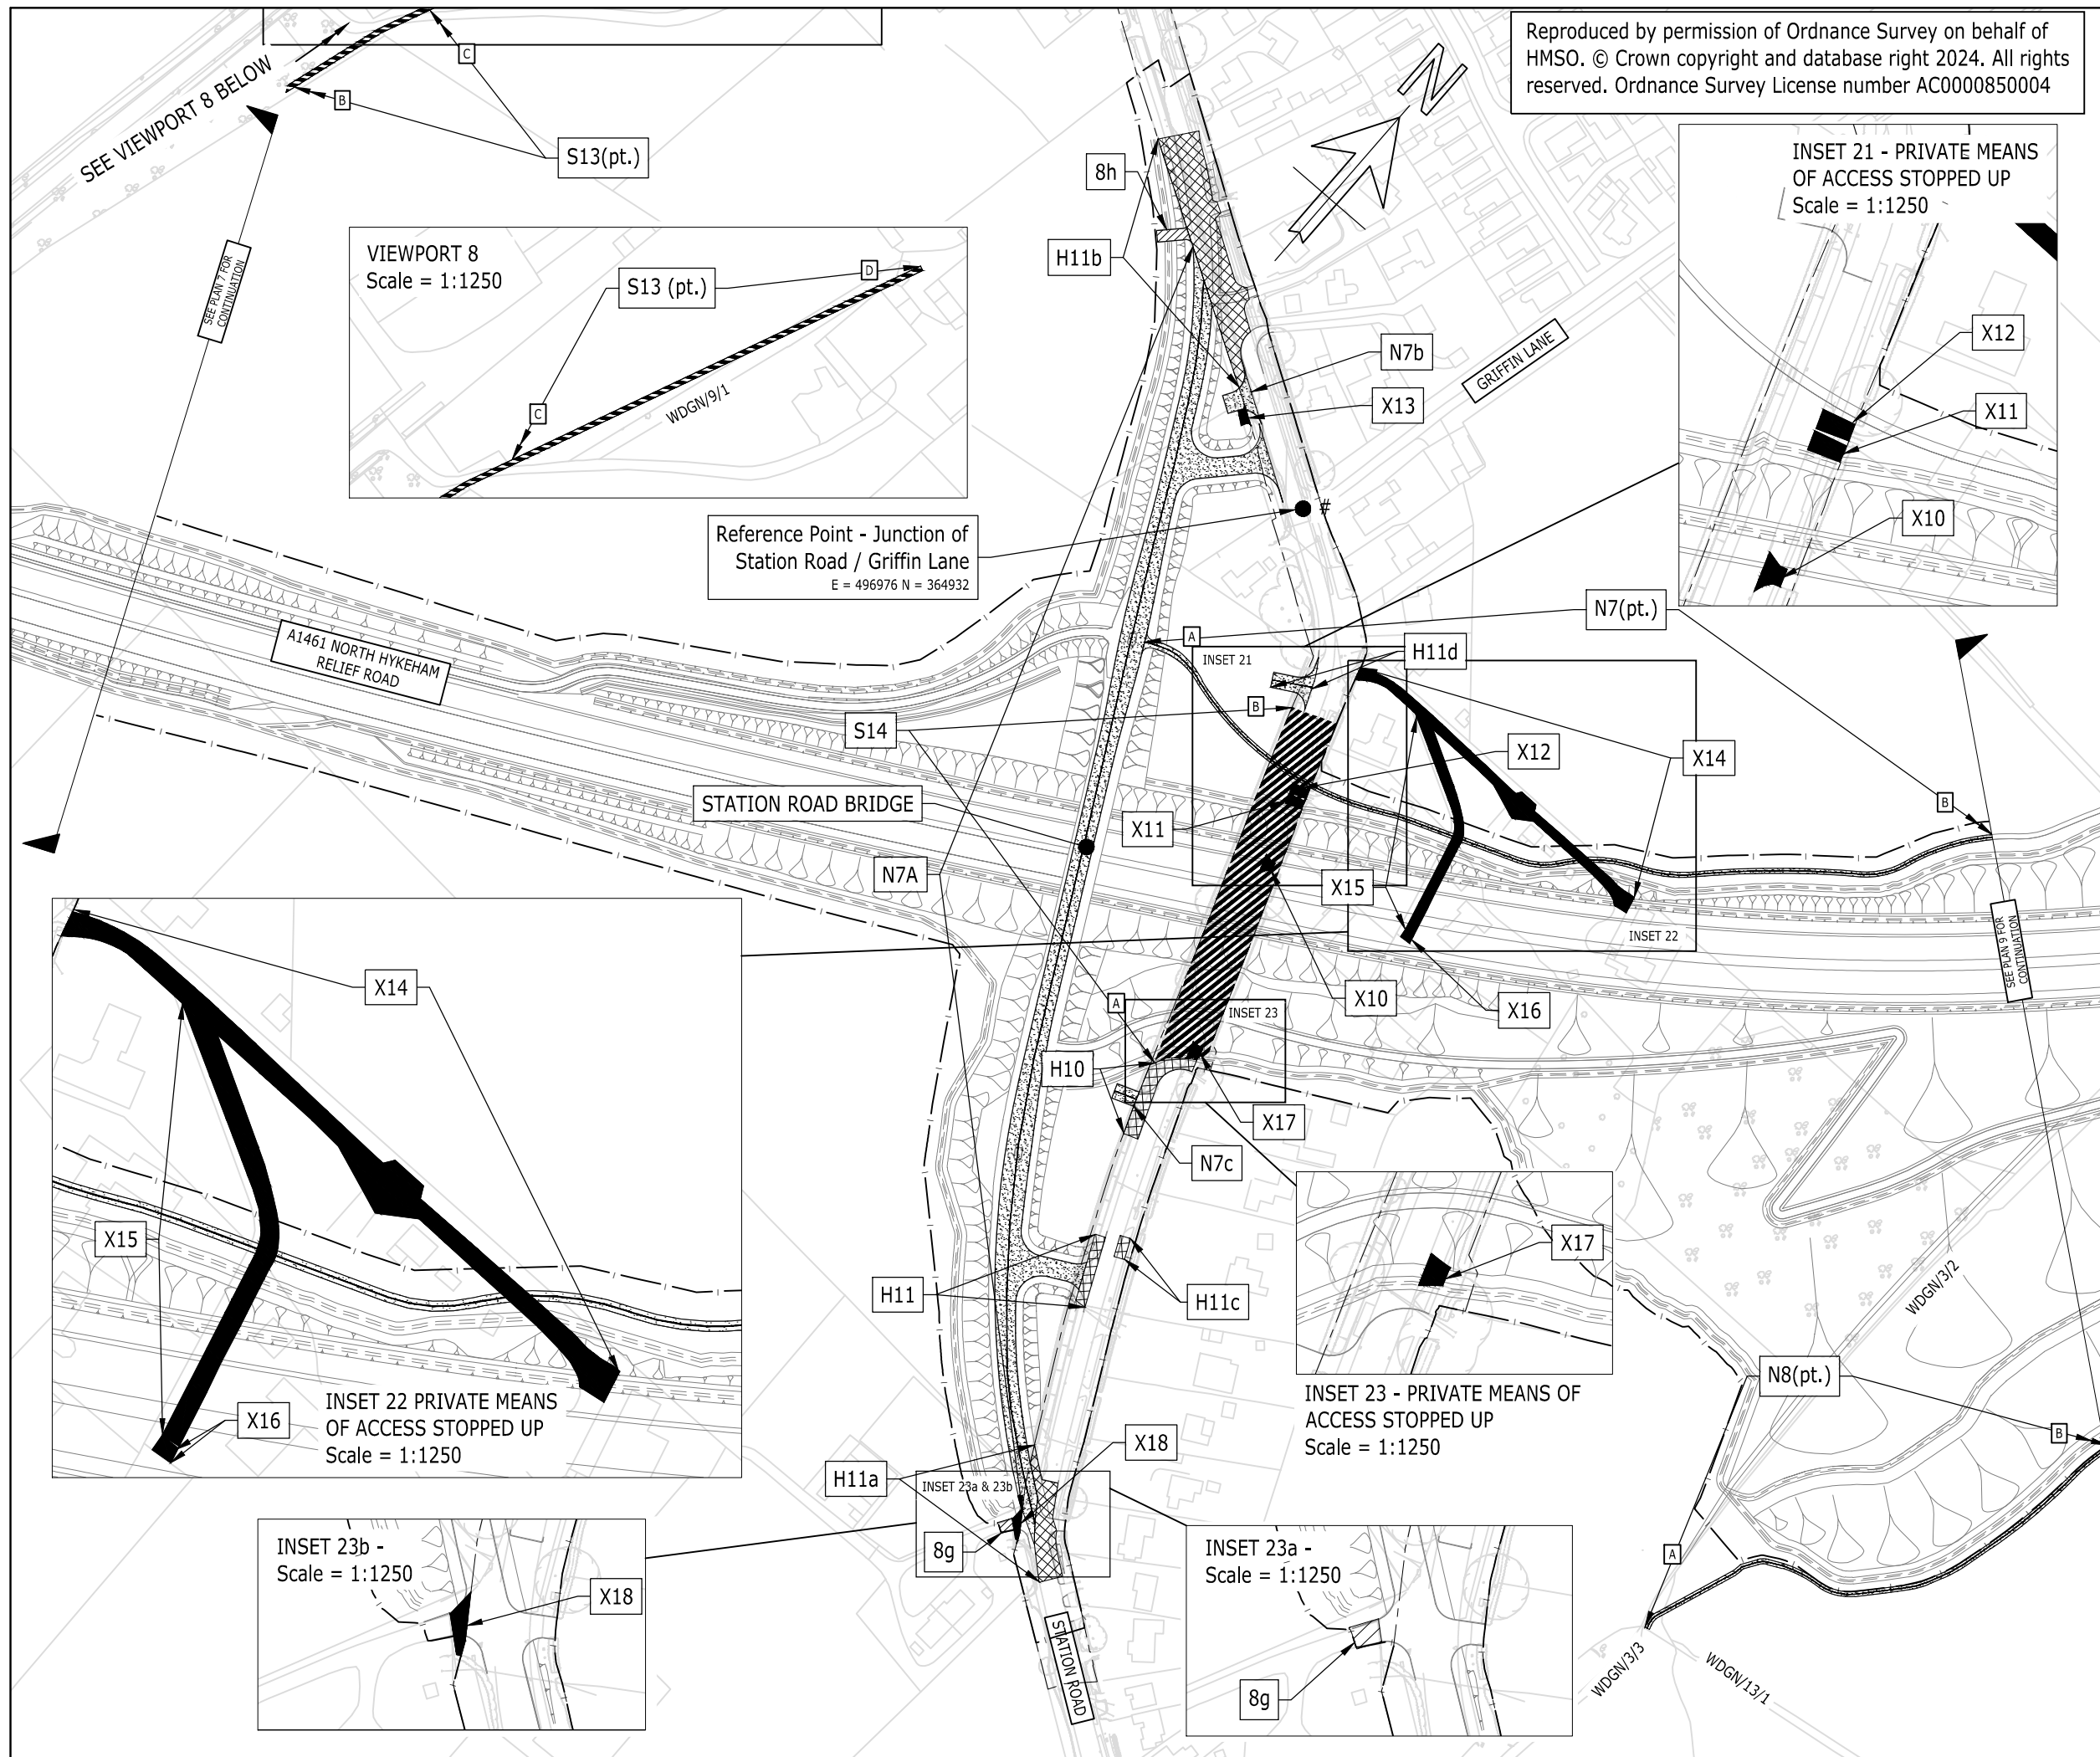 Reproduced by permission of Ordnance Survey on behalf of
HMSO. © Crown copyright and database right 2024. All rights
reserved. Ordnance Survey License number AC0000850004
C
B
SEE VIEWPORT 8 BELOW
S13(pt.)
SEE PLAN 7 FOR
CONTINUATION
VIEWPORT 8
Scale = 1:1250
S13 (pt.)
D
C
WDGN/9/1
8h
H11b
N
N7b
X13
GRIFFIN LANE
INSET 21 - PRIVATE MEANS
OF ACCESS STOPPED UP
Scale = 1:1250
X12
X11
X10
Reference Point - Junction of
Station Road / Griffin Lane
E = 496976 N = 364932
#
N7(pt.)
A
INSET 21
H11d
B
A1461 NORTH HYKEHAM
RELIEF ROAD
S14
X12
X14
STATION ROAD BRIDGE
X11
B
N7A
X15
INSET 22
SEE PLAN 9 FOR
CONTINUATION
X10
X16
A
INSET 23
H10
X17
N7c
X14
X15
X16
INSET 22 PRIVATE MEANS
OF ACCESS STOPPED UP
Scale = 1:1250
H11
H11c
X17
INSET 23 - PRIVATE MEANS OF
ACCESS STOPPED UP
Scale = 1:1250
WDGN/3/2
N8(pt.)
B
A
X18
H11a
INSET 23a & 23b
8g
INSET 23b -
Scale = 1:1250
X18
INSET 23a -
Scale = 1:1250
8g
STATION ROAD
WDGN/3/3
WDGN/13/1